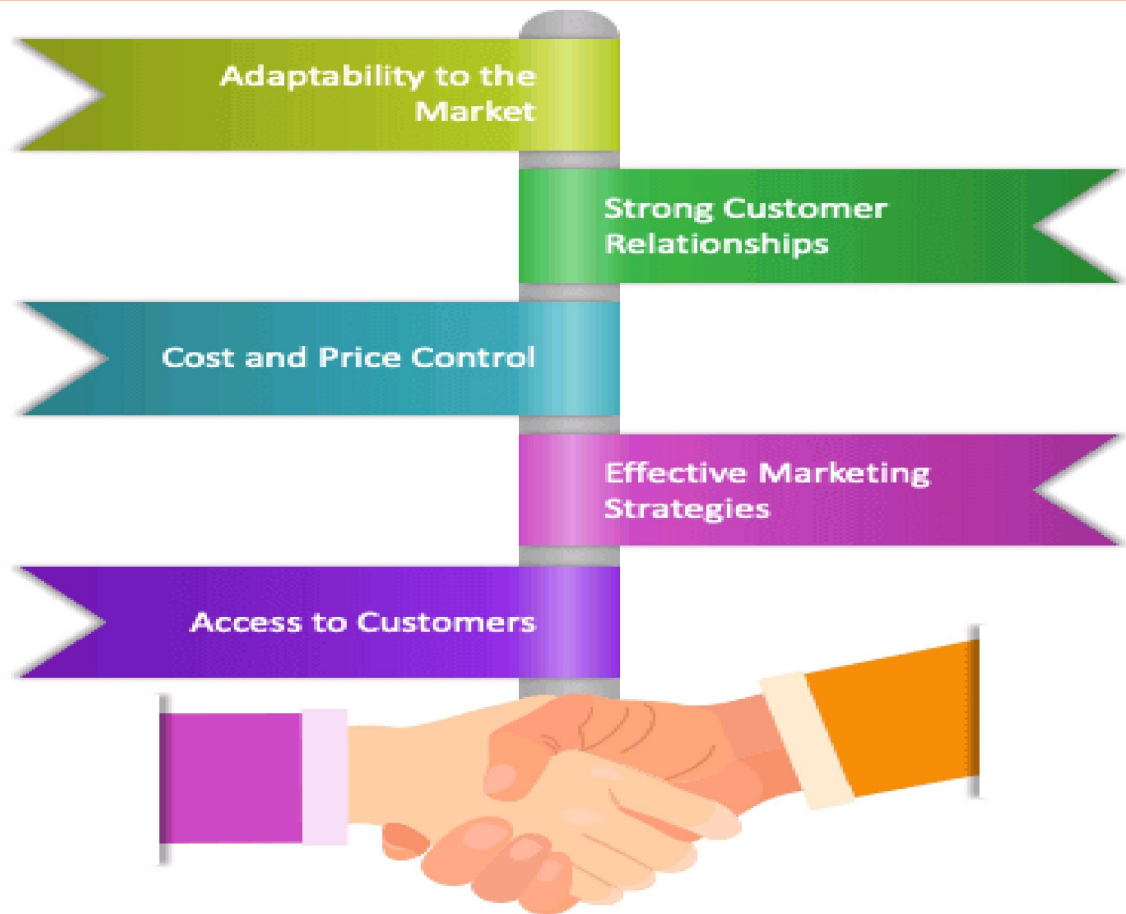 Adaptability to the
Market
Strong Customer
Relationships
Cost and Price Control
Effective Marketing
Strategies
Access to Customers